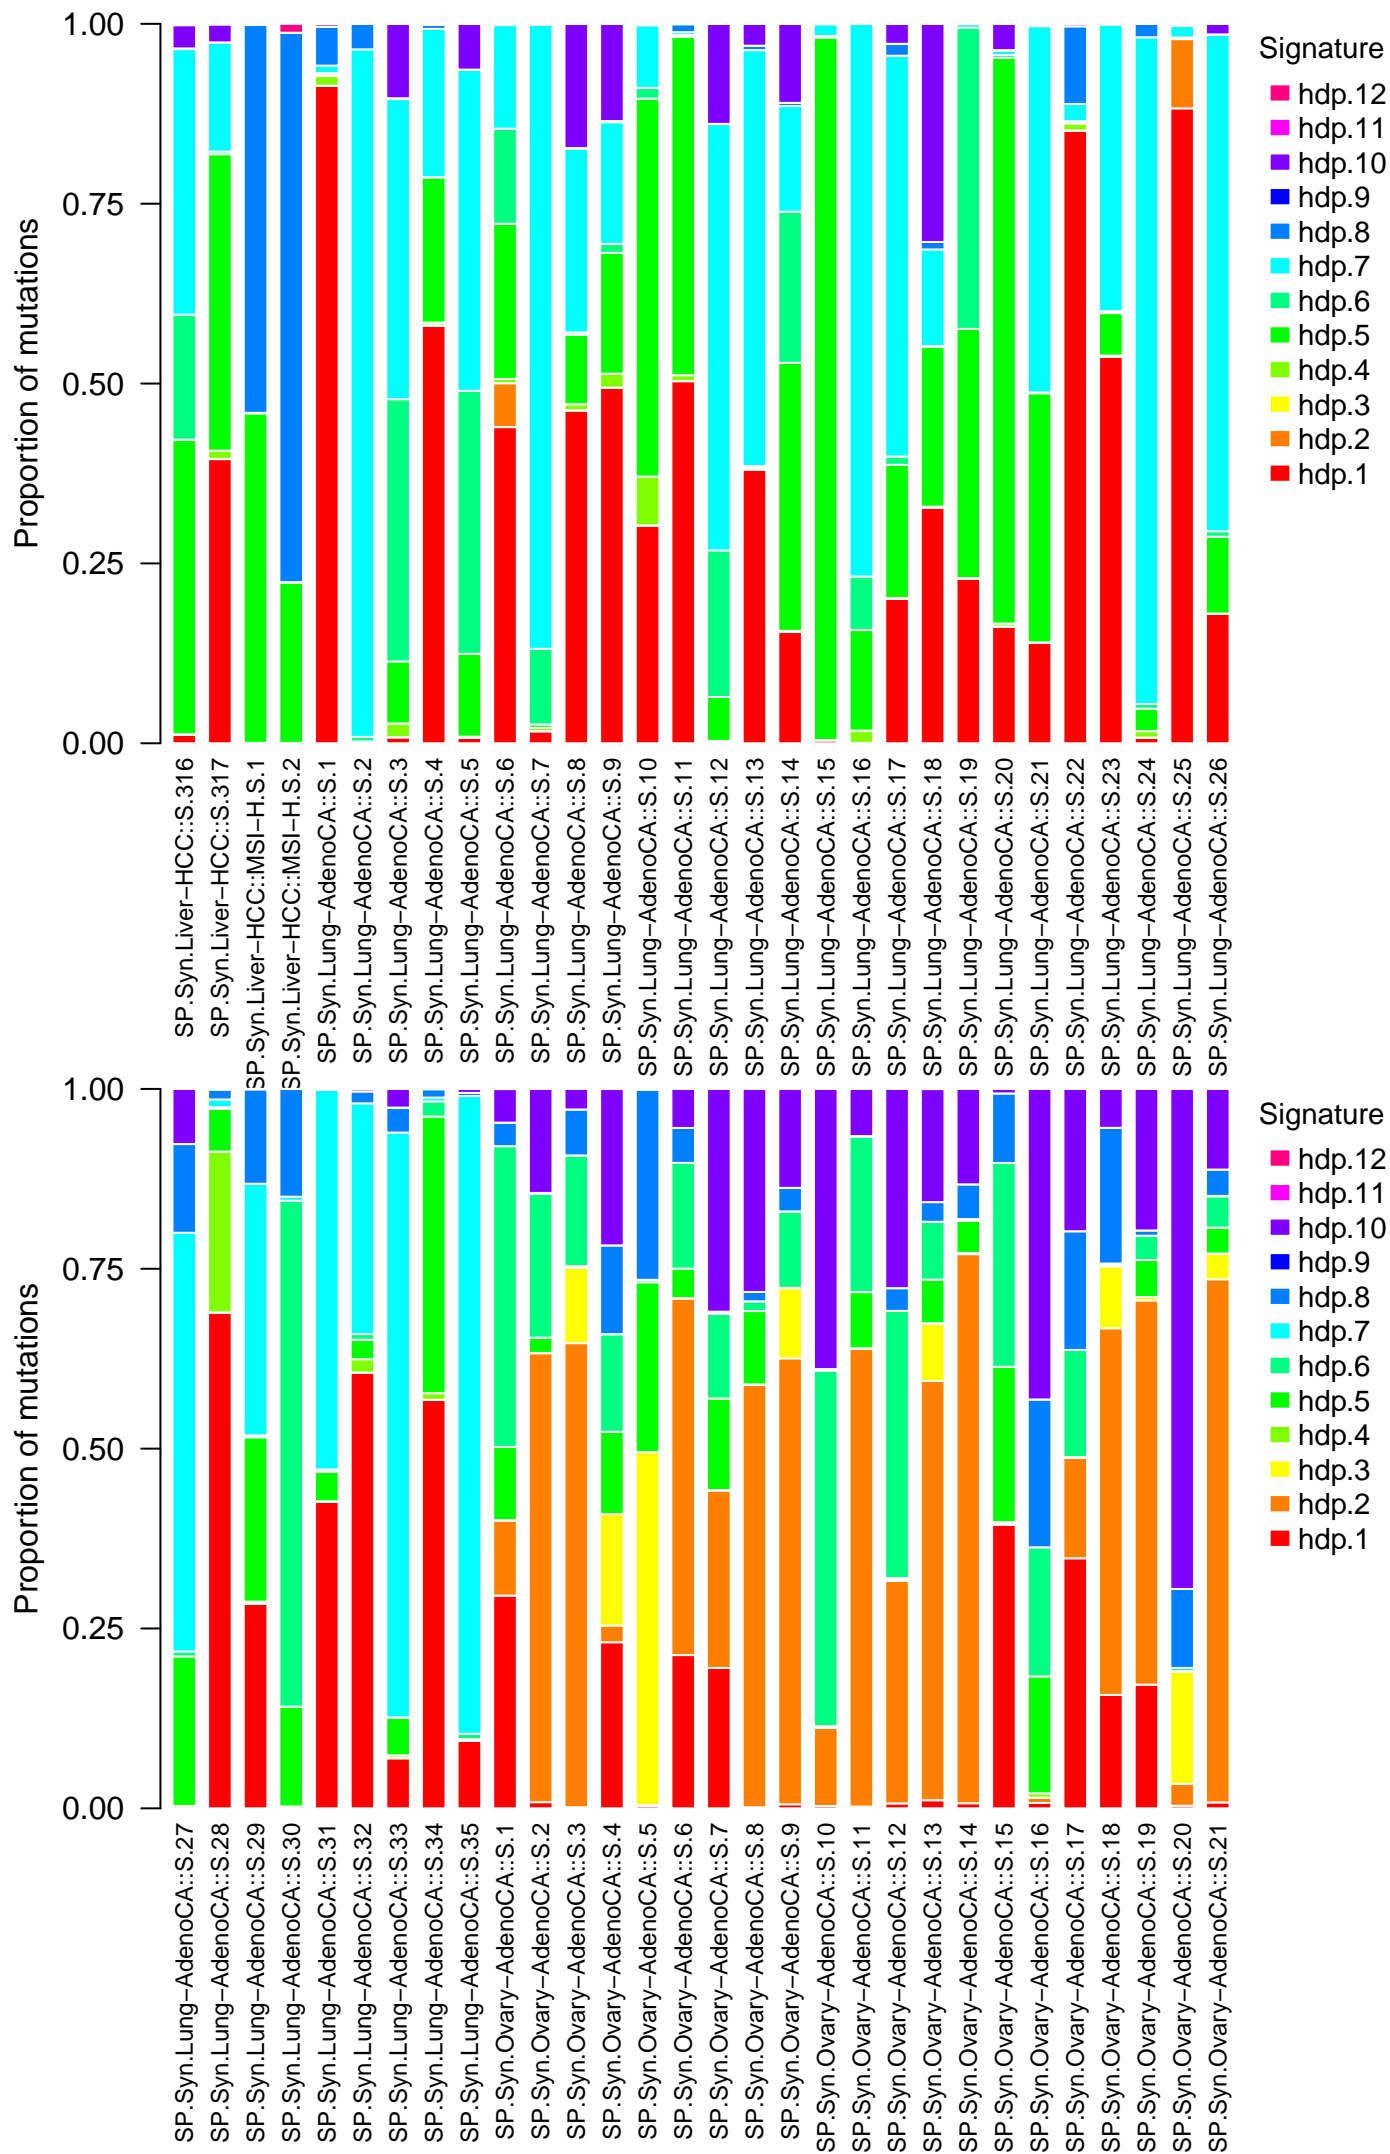 Proportion of mutations
1.00
0.75
0.50
0.25
0.00
SP.Syn.Liver−HCC::S.316
SP.Syn.Liver−HCC::S.317
SP.Syn.Liver−HCC::MSI−H.S.1
SP.Syn.Liver−HCC::MSI−H.S.2
SP.Syn.Lung−AdenoCA::S.1
SP.Syn.Lung−AdenoCA::S.2
SP.Syn.Lung−AdenoCA::S.3
SP.Syn.Lung−AdenoCA::S.4
SP.Syn.Lung−AdenoCA::S.5
SP.Syn.Lung−AdenoCA::S.6
SP.Syn.Lung−AdenoCA::S.7
SP.Syn.Lung−AdenoCA::S.8
SP.Syn.Lung−AdenoCA::S.9
SP.Syn.Lung−AdenoCA::S.10
SP.Syn.Lung−AdenoCA::S.11
SP.Syn.Lung−AdenoCA::S.12
SP.Syn.Lung−AdenoCA::S.13
SP.Syn.Lung−AdenoCA::S.14
SP.Syn.Lung−AdenoCA::S.15
SP.Syn.Lung−AdenoCA::S.16
SP.Syn.Lung−AdenoCA::S.17
SP.Syn.Lung−AdenoCA::S.18
SP.Syn.Lung−AdenoCA::S.19
SP.Syn.Lung−AdenoCA::S.20
SP.Syn.Lung−AdenoCA::S.21
SP.Syn.Lung−AdenoCA::S.22
SP.Syn.Lung−AdenoCA::S.23
SP.Syn.Lung−AdenoCA::S.24
SP.Syn.Lung−AdenoCA::S.25
SP.Syn.Lung−AdenoCA::S.26
Signature
hdp.12
hdp.11
hdp.10
hdp.9
hdp.8
hdp.7
hdp.6
hdp.5
hdp.4
hdp.3
hdp.2
hdp.1
Proportion of mutations
1.00
0.75
0.50
0.25
0.00
SP.Syn.Lung−AdenoCA::S.27
SP.Syn.Lung−AdenoCA::S.28
SP.Syn.Lung−AdenoCA::S.29
SP.Syn.Lung−AdenoCA::S.30
SP.Syn.Lung−AdenoCA::S.31
SP.Syn.Lung−AdenoCA::S.32
SP.Syn.Lung−AdenoCA::S.33
SP.Syn.Lung−AdenoCA::S.34
SP.Syn.Lung−AdenoCA::S.35
SP.Syn.Ovary−AdenoCA::S.1
SP.Syn.Ovary−AdenoCA::S.2
SP.Syn.Ovary−AdenoCA::S.3
SP.Syn.Ovary−AdenoCA::S.4
SP.Syn.Ovary−AdenoCA::S.5
SP.Syn.Ovary−AdenoCA::S.6
SP.Syn.Ovary−AdenoCA::S.7
SP.Syn.Ovary−AdenoCA::S.8
SP.Syn.Ovary−AdenoCA::S.9
SP.Syn.Ovary−AdenoCA::S.10
SP.Syn.Ovary−AdenoCA::S.11
SP.Syn.Ovary−AdenoCA::S.12
SP.Syn.Ovary−AdenoCA::S.13
SP.Syn.Ovary−AdenoCA::S.14
SP.Syn.Ovary−AdenoCA::S.15
SP.Syn.Ovary−AdenoCA::S.16
SP.Syn.Ovary−AdenoCA::S.17
SP.Syn.Ovary−AdenoCA::S.18
SP.Syn.Ovary−AdenoCA::S.19
SP.Syn.Ovary−AdenoCA::S.20
SP.Syn.Ovary−AdenoCA::S.21
Signature
hdp.12
hdp.11
hdp.10
hdp.9
hdp.8
hdp.7
hdp.6
hdp.5
hdp.4
hdp.3
hdp.2
hdp.1